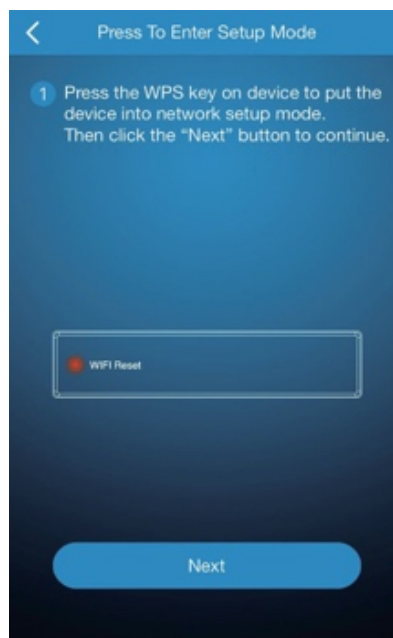 Press To Enter Setup Mode
1 Press the WPS key on device to put the
device into network setup mode.
Then click the “Next” button to continue.
WIFI Reset
Next